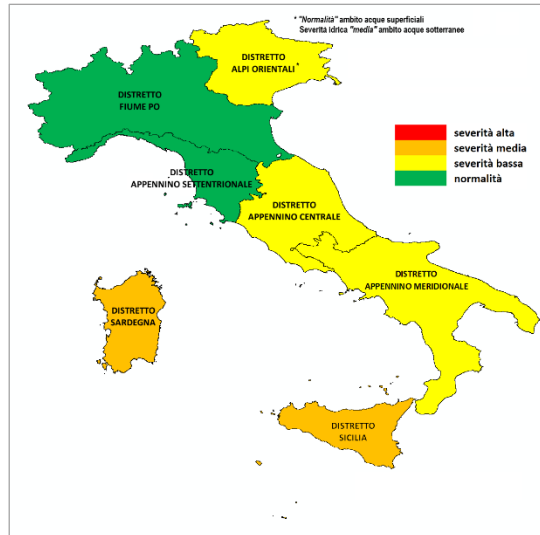 * "Normalità" ambito acque superficiali
Severità idrica "media" ambito acque sotterranee
DISTRETTO
ALPI ORIENTALI*
DISTRETTO
FIUME PO
severità alta
severità media
severità bassa
normalità
DISTRETTO
APPENNINO SETTENTRIONALE
DISTRETTO
APPENNINO CENTRALE
DISTRETTO
APPENNINO MERIDIONALE
DISTRETTO
SARDEGNA
DISTRETTO
SICILIA